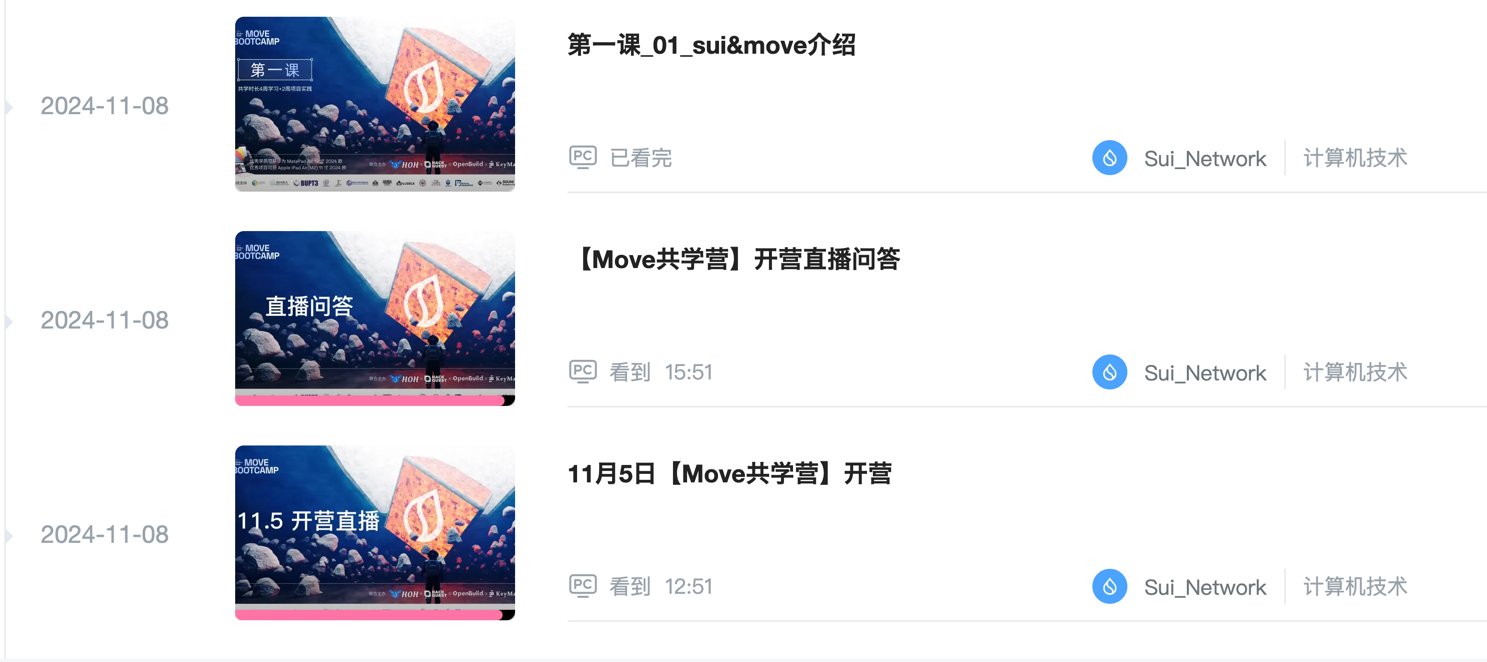 MOVE
BOOTCAMP
第一课
共学时长4周学习+2周项目实践
HOH
OpenBuild
BUPT3
第一课_01_sui&move介绍
2024-11-08
PC 已看完
Sui_Network
计算机技术
MOVE
BOOTCAMP
直播问答
HOH
OpenBuild
【Move共学营】开营直播问答
2024-11-08
PC 看到 15:51
Sui_Network
计算机技术
MOVE
BOOTCAMP
11.5 开营直播
HOH
OpenBuild
11月5日【Move共学营】开营
2024-11-08
PC 看到 12:51
Sui_Network
计算机技术